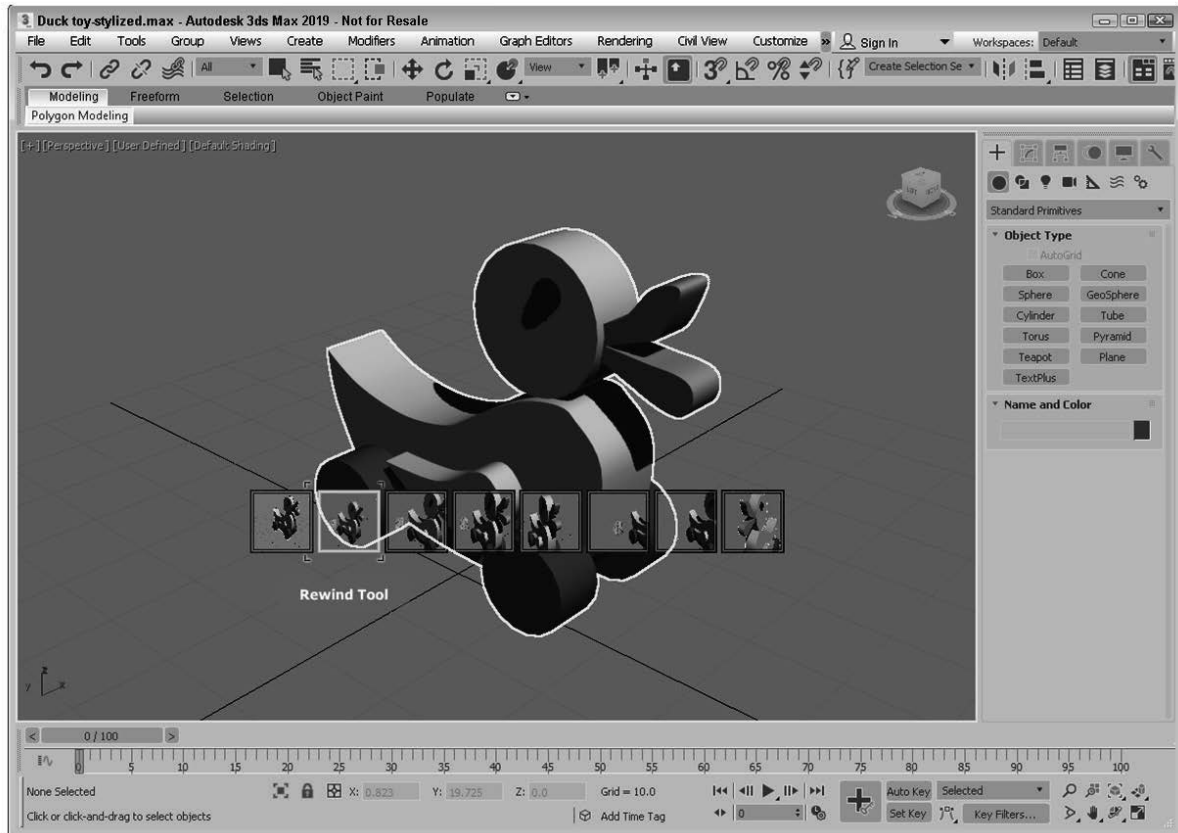 Duck toy-stylized.max - Autodesk 3ds Max 2019 - Not for Resale
File Edit Tools Group Views Create Modifiers Animation Graph Editors Rendering Civil View Customize » Sign In Workspaces: Default
All View Create Selection Se
Modeling Freeform Selection Object Paint Populate
Polygon Modeling
[+] [Perspective] [User Defined] [Default Shading]
Standard Primitives
Object Type
AutoGrid
Box Cone
Sphere GeoSphere
Cylinder Tube
Torus Pyramid
Teapot Plane
TextPlus
Name and Color
Rewind Tool
z
y x
< 0 / 100 >
0 5 10 15 20 25 30 35 40 45 50 55 60 65 70 75 80 85 90 95 100
None Selected X: 0.823 Y: 19.725 Z: 0.0 Grid = 10.0 Auto Key Selected
Click or click-and-drag to select objects Add Time Tag 0 Set Key Key Filters...